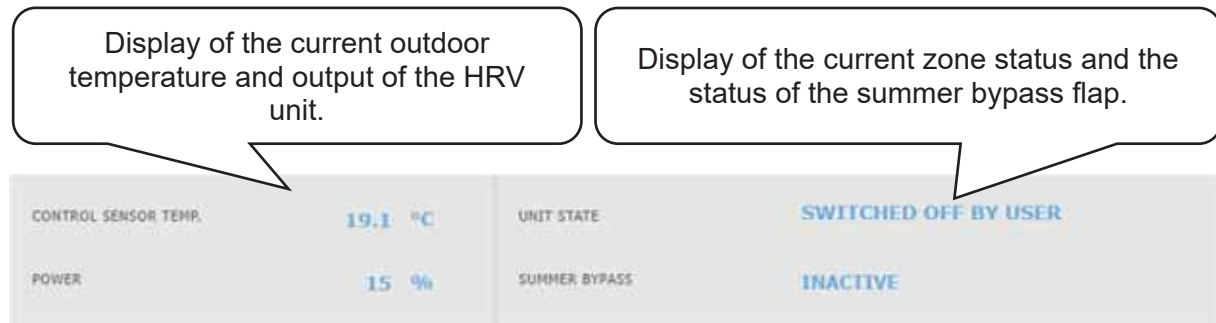 Display of the current outdoor
temperature and output of the HRV
unit.
Display of the current zone status and the
status of the summer bypass flap.
CONTROL SENSOR TEMP. 19.1 °C UNIT STATE SWITCHED OFF BY USER
POWER 15 % SUMMER BYPASS INACTIVE